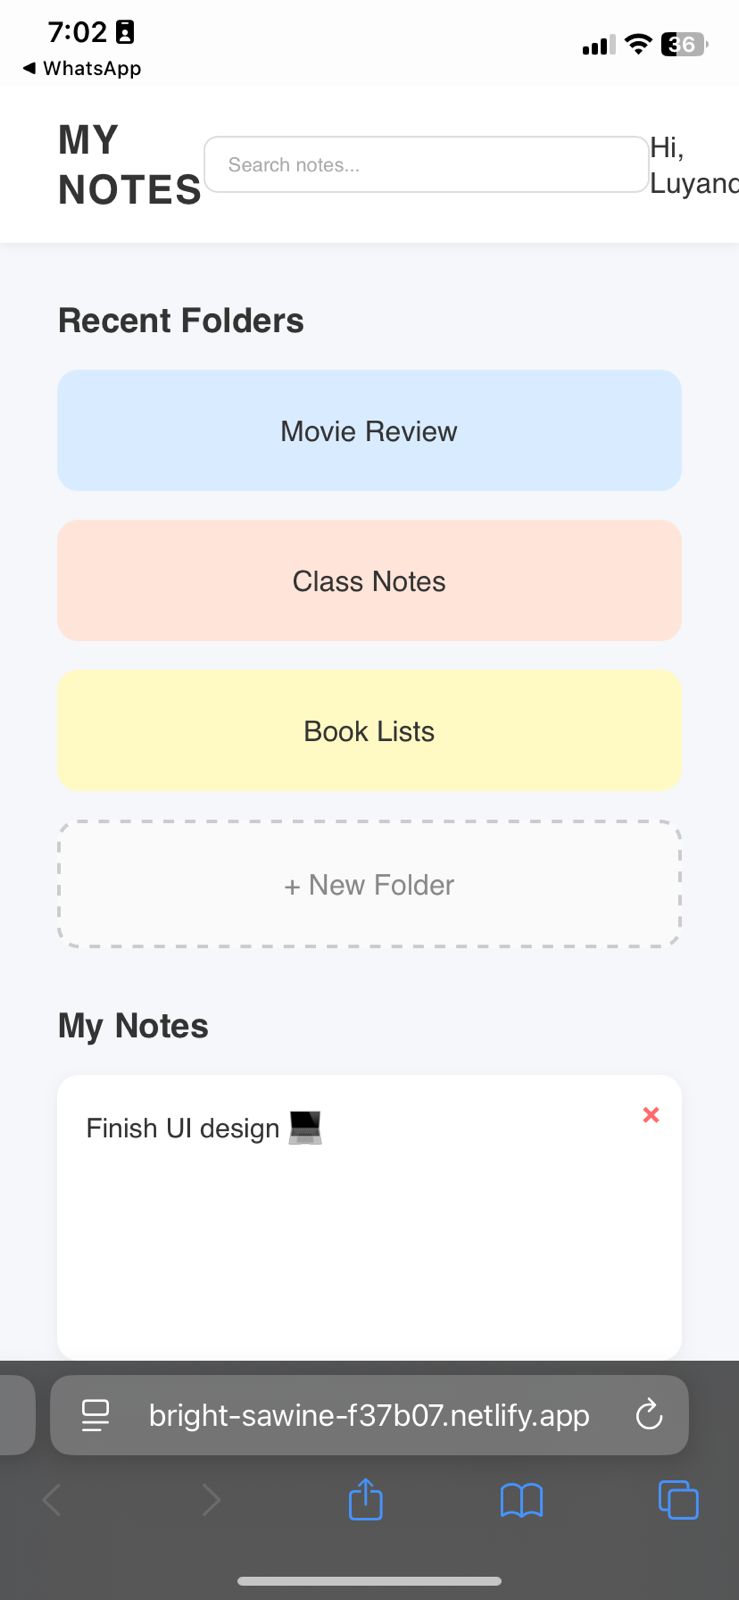 7:02
36
◀ WhatsApp
MY
NOTES
Search notes...
Hi,
Luyand
Recent Folders
Movie Review
Class Notes
Book Lists
+ New Folder
My Notes
Finish UI design 💻
×
bright-sawine-f37b07.netlify.app